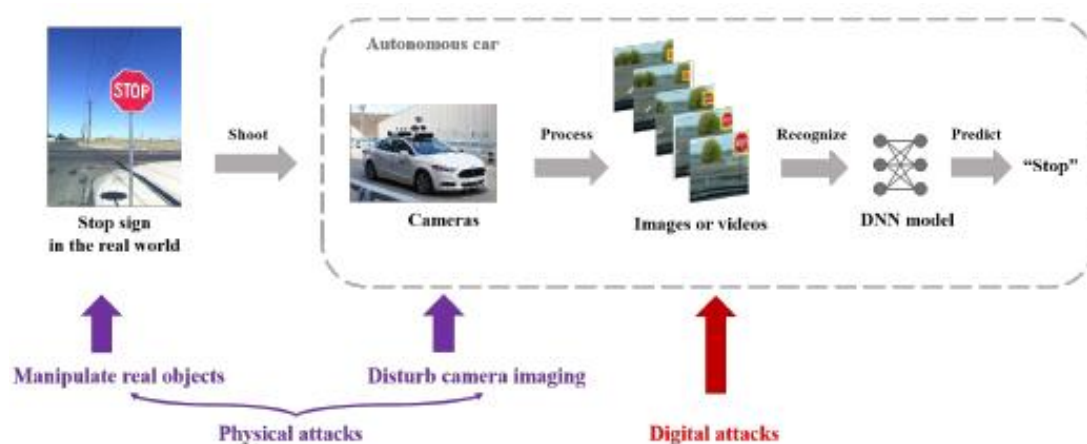 Autonomous car
STOP
Shoot
Process
Recognize
Predict
"Stop"
Stop sign
in the real world
Cameras
Images or videos
DNN model
Manipulate real objects
Disturb camera imaging
Physical attacks
Digital attacks